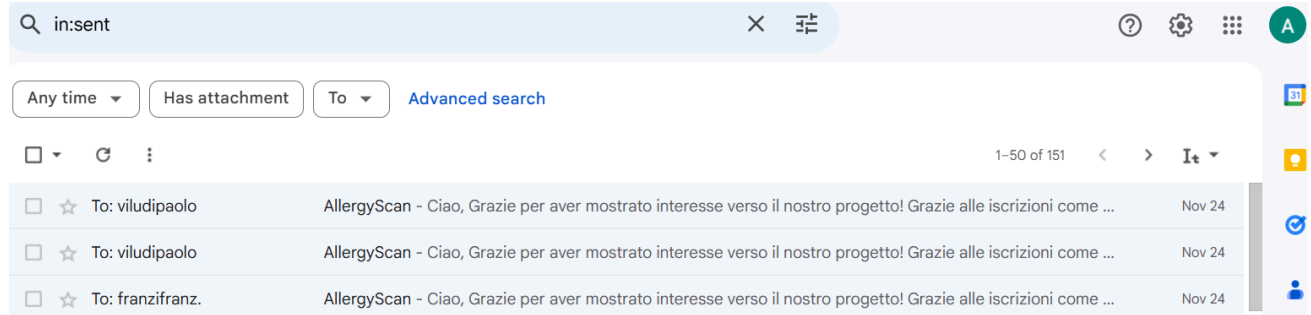 in:sent
A
Any time
Has attachment
To
Advanced search
31
1–50 of 151
To: viludipaolo
AllergyScan - Ciao, Grazie per aver mostrato interesse verso il nostro progetto! Grazie alle iscrizioni come ...
Nov 24
To: viludipaolo
AllergyScan - Ciao, Grazie per aver mostrato interesse verso il nostro progetto! Grazie alle iscrizioni come ...
Nov 24
To: franzifranz.
AllergyScan - Ciao, Grazie per aver mostrato interesse verso il nostro progetto! Grazie alle iscrizioni come ...
Nov 24